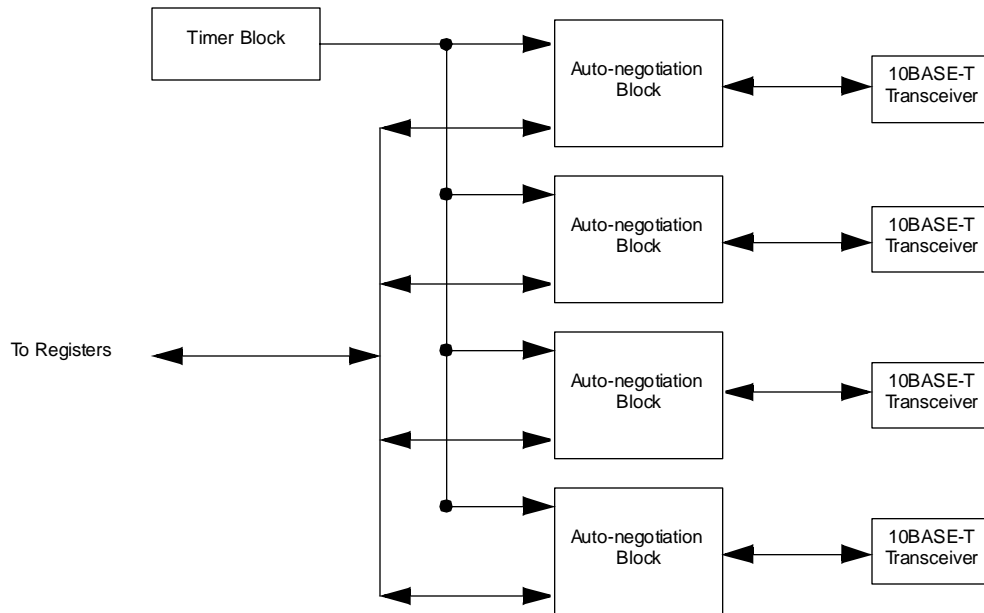 Timer Block
Auto-negotiation
Block
10BASE-T
Transceiver
Auto-negotiation
Block
10BASE-T
Transceiver
To Registers
Auto-negotiation
Block
10BASE-T
Transceiver
Auto-negotiation
Block
10BASE-T
Transceiver